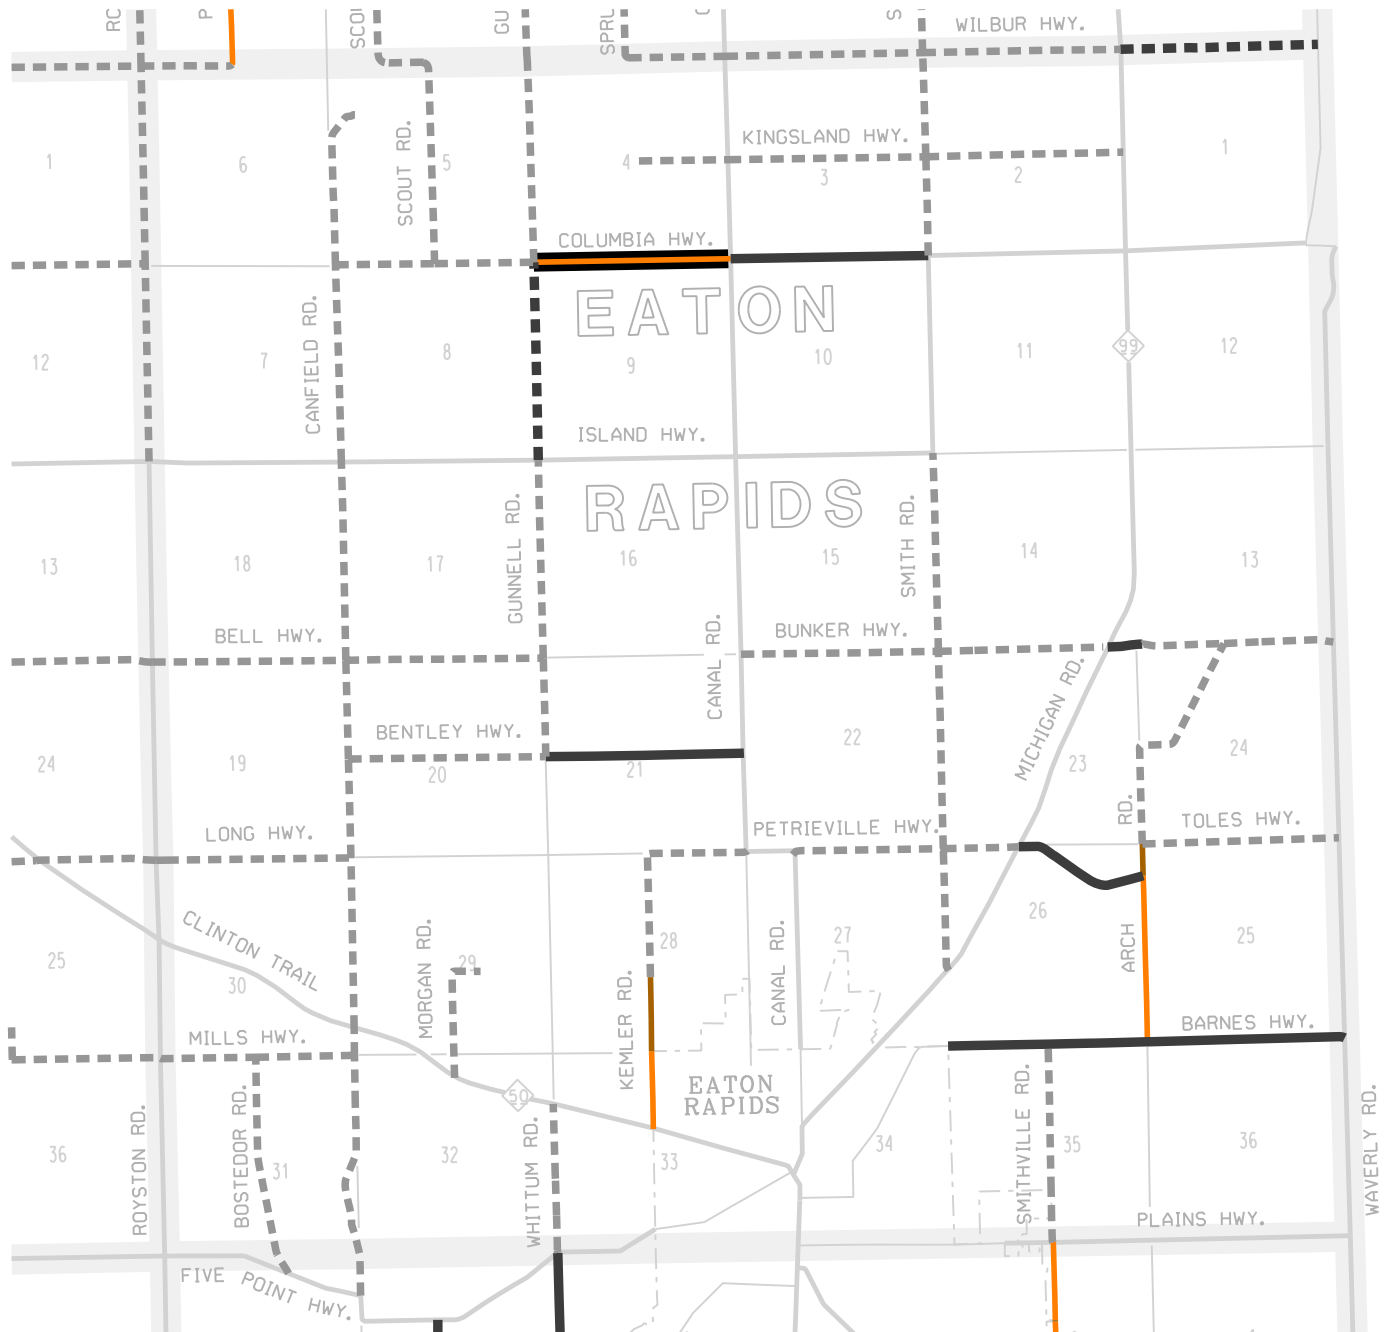 RC
P
SCOU
GU
SPRU
C
S
WILBUR HWY.
KINGSLAND HWY.
1
6
SCOUT RD.
5
4
3
2
1
COLUMBIA HWY.
EATON
12
7
CANFIELD RD.
8
9
10
11
99
12
ISLAND HWY.
RAPIDS
13
18
17
GUNNELL RD.
16
15
SMITH RD.
14
13
BELL HWY.
BUNKER HWY.
CANAL RD.
MICHIGAN RD.
BENTLEY HWY.
24
19
20
21
22
23
24
LONG HWY.
PETRIEVILLE HWY.
RD.
TOLES HWY.
CLINTON TRAIL
25
30
MORGAN RD.
29
28
CANAL RD.
27
26
ARCH
25
MILLS HWY.
KEMLER RD.
BARNES HWY.
50
EATON
RAPIDS
36
ROYSTON RD.
BOSTEDOR RD.
31
32
WHITTUM RD.
33
34
SMITHVILLE RD.
35
36
WAVERLY RD.
PLAINS HWY.
FIVE POINT HWY.